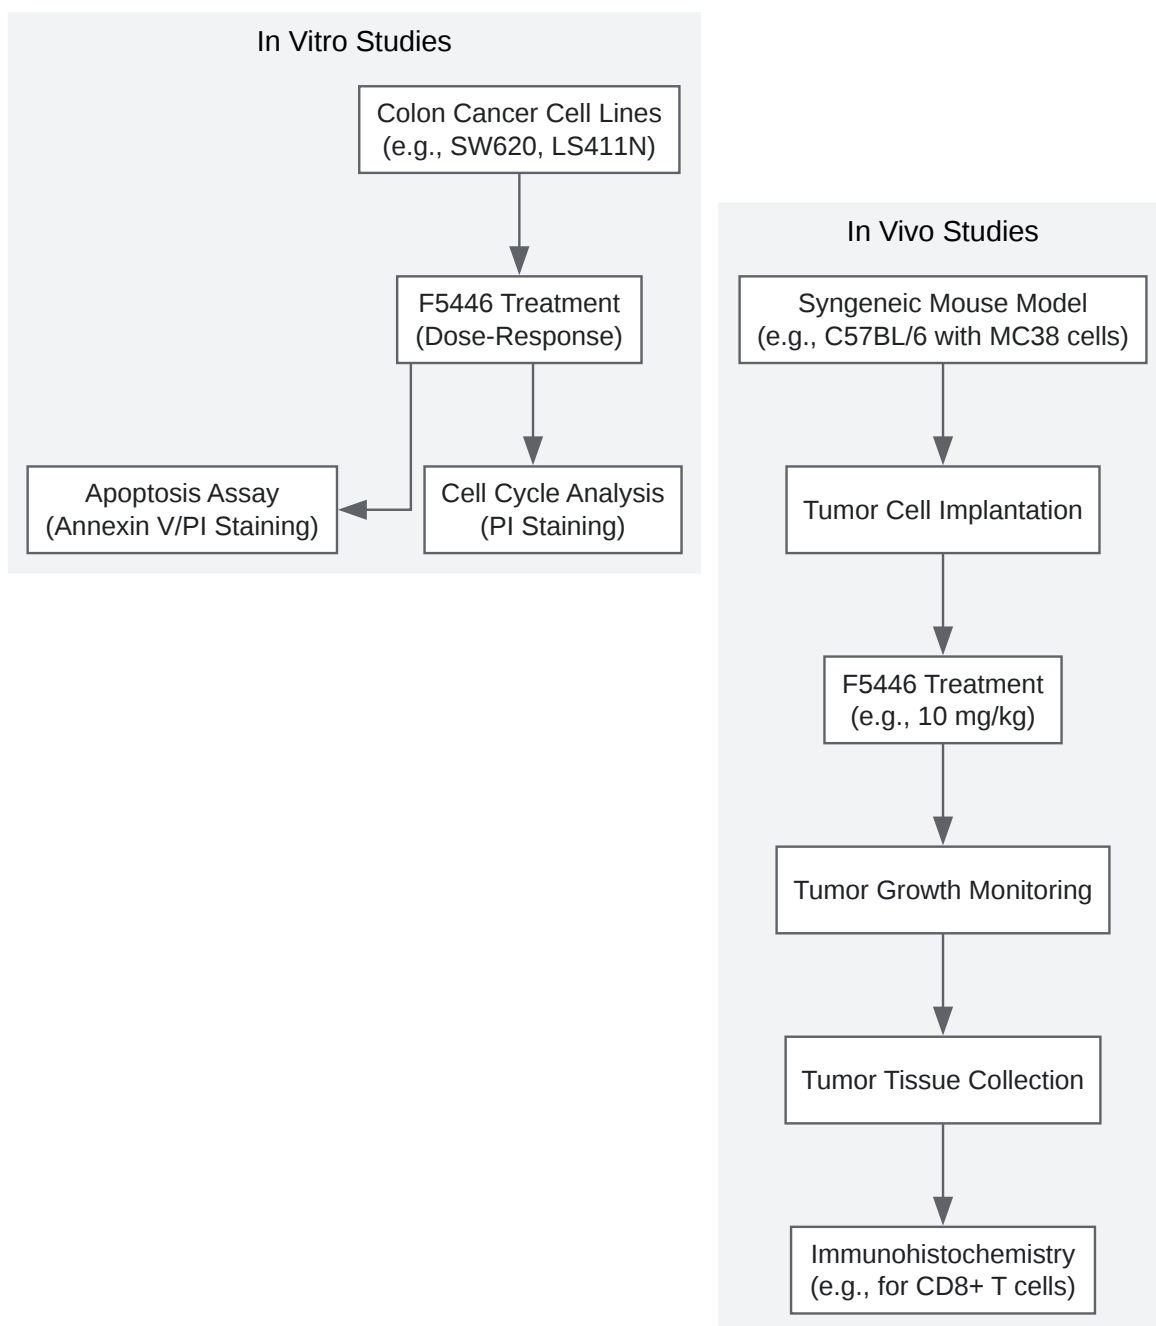 In Vitro Studies
Colon Cancer Cell Lines
(e.g., SW620, LS411N)
F5446 Treatment
(Dose-Response)
Apoptosis Assay
(Annexin V/PI Staining)
Cell Cycle Analysis
(PI Staining)
In Vivo Studies
Syngeneic Mouse Model
(e.g., C57BL/6 with MC38 cells)
Tumor Cell Implantation
F5446 Treatment
(e.g., 10 mg/kg)
Tumor Growth Monitoring
Tumor Tissue Collection
Immunohistochemistry
(e.g., for CD8+ T cells)